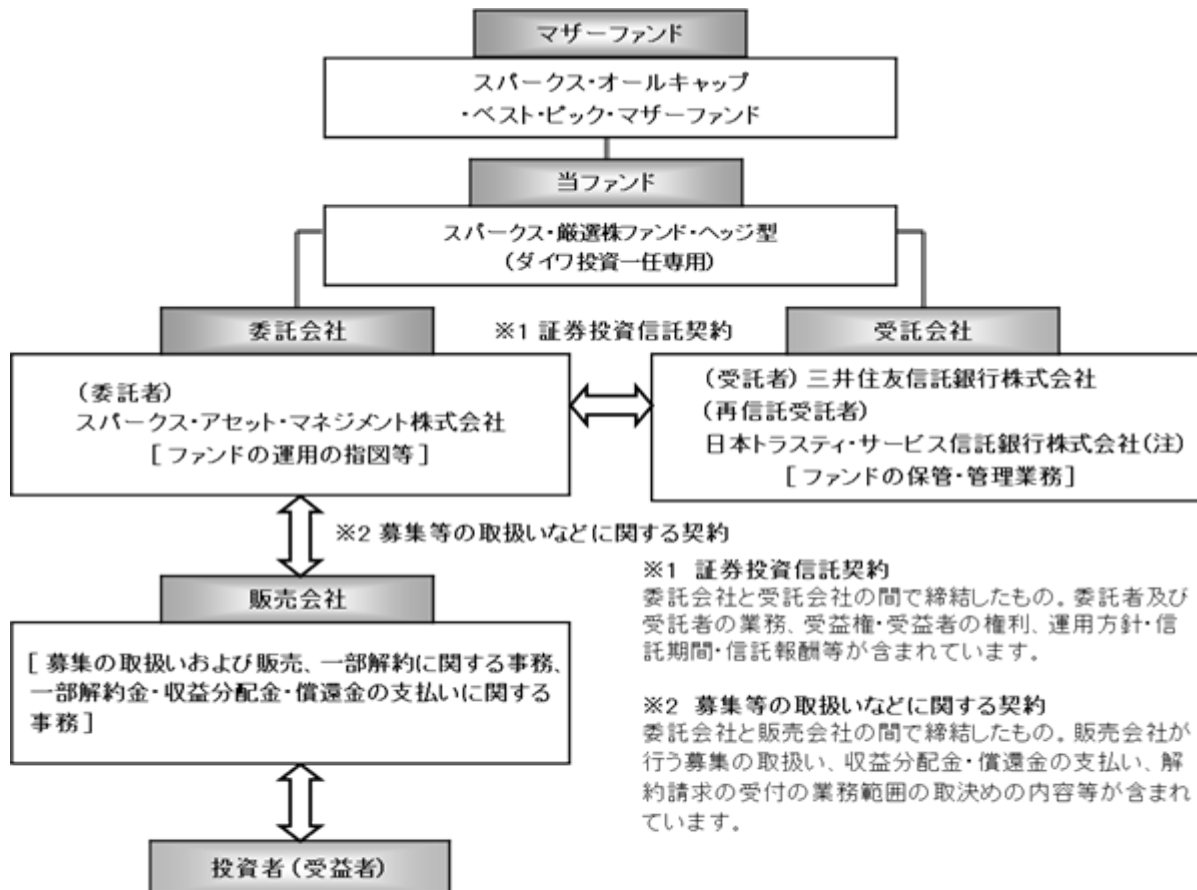 マザーファンド
スパークス・オールキャップ
・ベスト・ピック・マザーファンド
当ファンド
スパークス・厳選株ファンド・ヘッジ型
(ダイワ投資一任専用)
委託会社
※1 証券投資信託契約
受託会社
(委託者)
スパークス・アセット・マネジメント株式会社
[ファンドの運用の指図等]
(受託者) 三井住友信託銀行株式会社
(再信託受託者)
日本トラスティ・サービス信託銀行株式会社(注)
[ファンドの保管・管理業務]
※2 募集等の取扱いなどに関する契約
販売会社
[募集の取扱いおよび販売、一部解約に関する事務、
一部解約金・収益分配金・償還金の支払いに関する
事務]
投資者(受益者)
※1 証券投資信託契約
委託会社と受託会社の間で締結したもの。委託者及び
受託者の業務、受益権・受益者の権利、運用方針・信
託期間・信託報酬等が含まれています。
※2 募集等の取扱いなどに関する契約
委託会社と販売会社の間で締結したもの。販売会社が
行う募集の取扱い、収益分配金・償還金の支払い、解
約請求の受付の業務範囲の取決めの内容等が含まれ
ています。